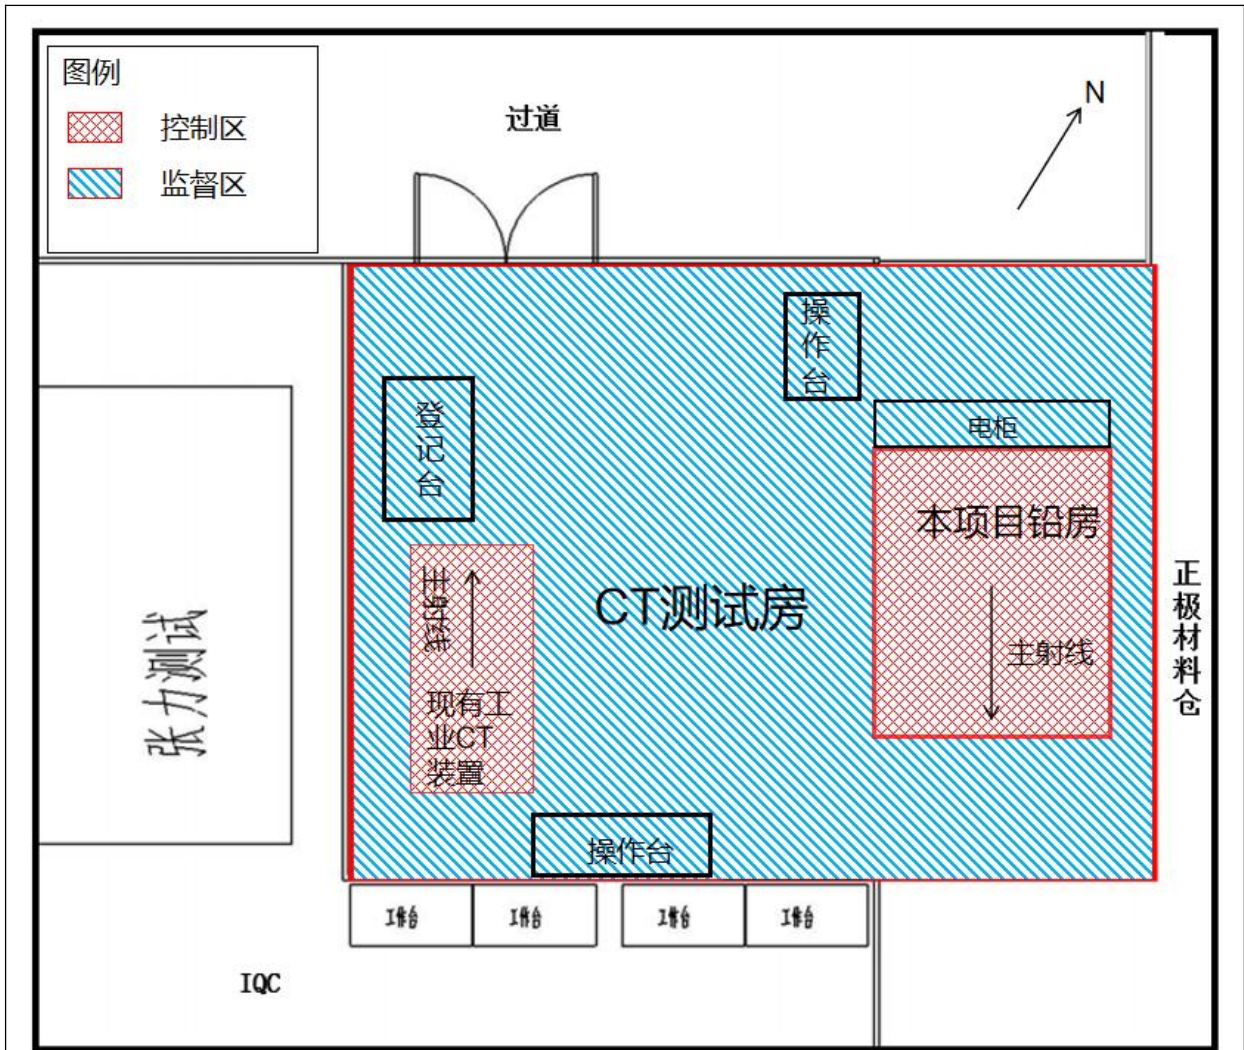 图例
控制区
监督区
过道
N
操
作
台
登
记
台
电柜
本项目铅房
主射线
主射线
现有工
业CT
装置
CT测试房
正
极
材
料
仓
张力测试
操作台
工作台
工作台
工作台
工作台
IQC